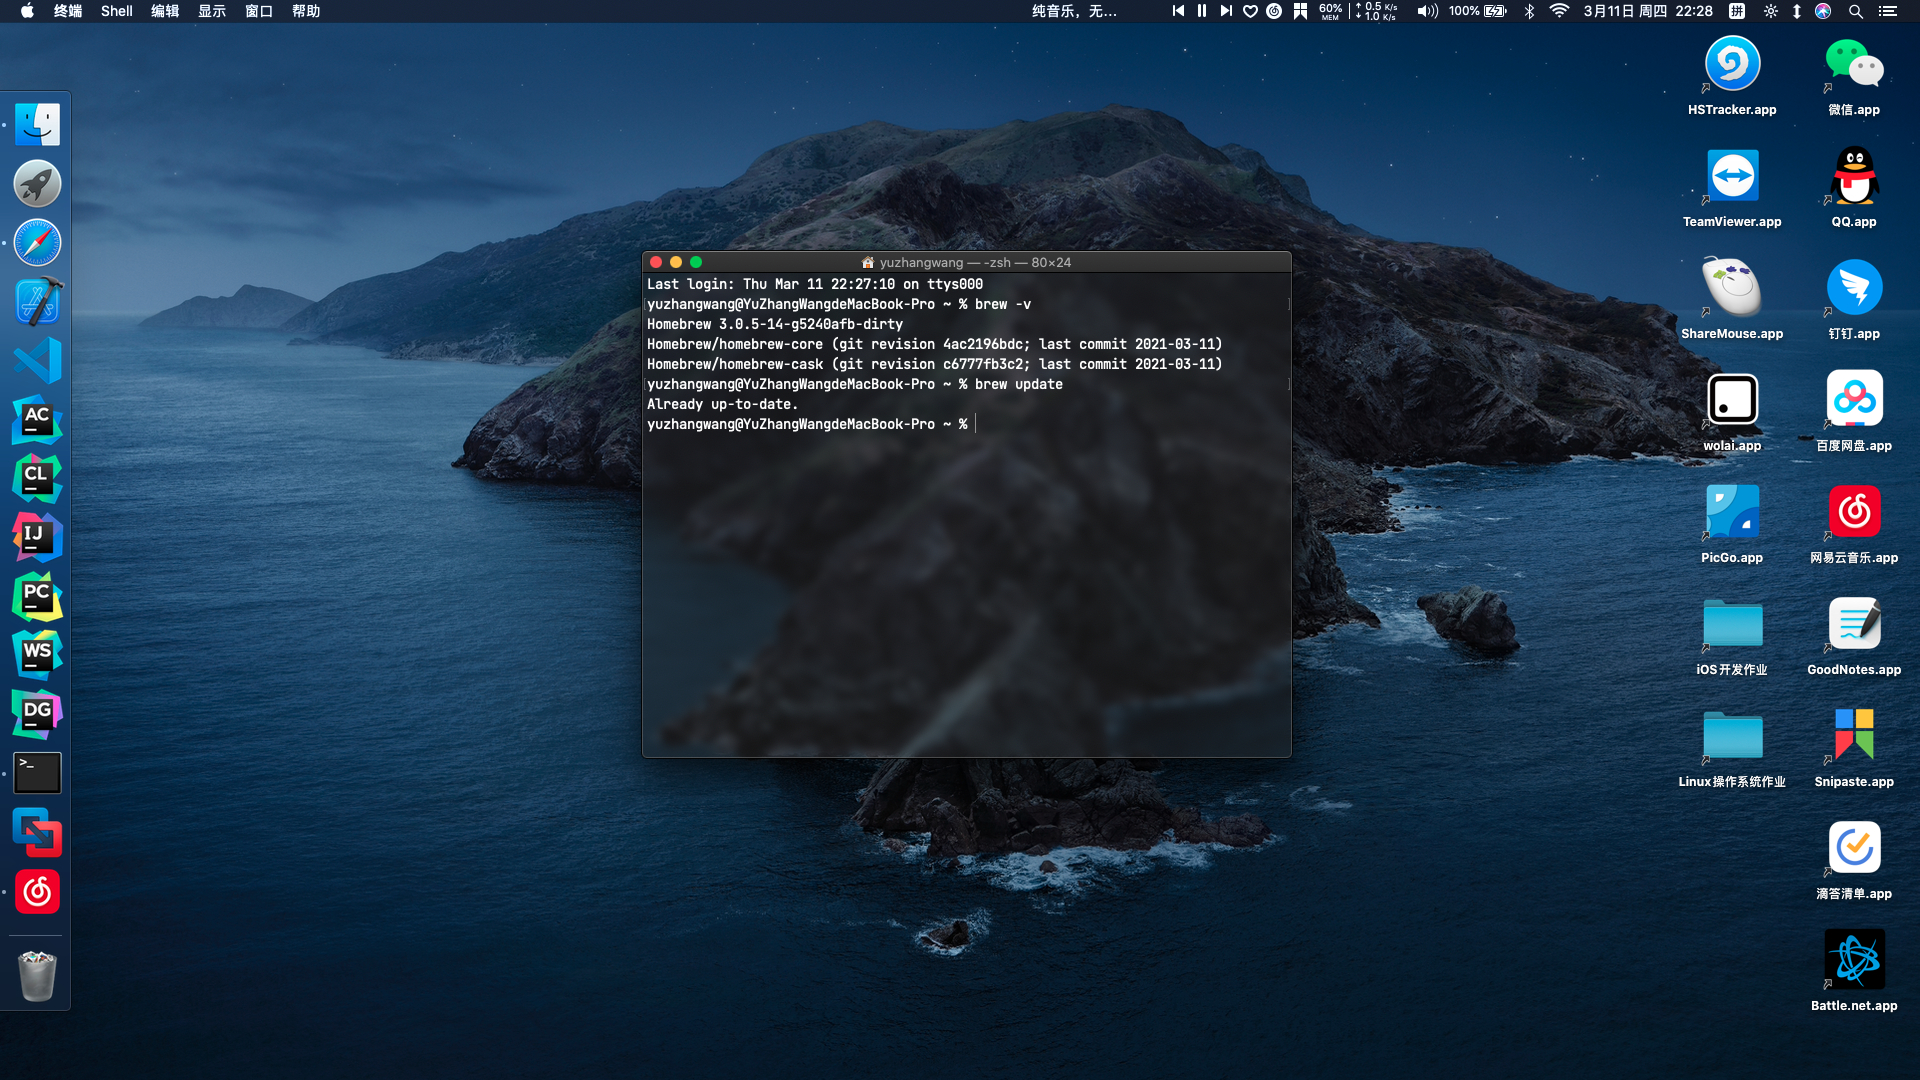 终端 Shell 编辑 显示 窗口 帮助
纯音乐，无... 60% MEM 0.5 K/s 1.0 K/s 100% 3月11日 周四 22:28 拼
HSTracker.app
微信.app
TeamViewer.app
QQ.app
ShareMouse.app
钉钉.app
wolai.app
百度网盘.app
PicGo.app
网易云音乐.app
iOS开发作业
GoodNotes.app
Linux操作系统作业
Snipaste.app
滴答清单.app
Battle.net.app
AC
CL
IJ
PC
WS
DG
>_
yuzhangwang — -zsh — 80×24
Last login: Thu Mar 11 22:27:10 on ttys000
yuzhangwang@YuZhangWangdeMacBook-Pro ~ % brew -v
Homebrew 3.0.5-14-g5240afb-dirty
Homebrew/homebrew-core (git revision 4ac2196bdc; last commit 2021-03-11)
Homebrew/homebrew-cask (git revision c6777fb3c2; last commit 2021-03-11)
yuzhangwang@YuZhangWangdeMacBook-Pro ~ % brew update
Already up-to-date.
yuzhangwang@YuZhangWangdeMacBook-Pro ~ %